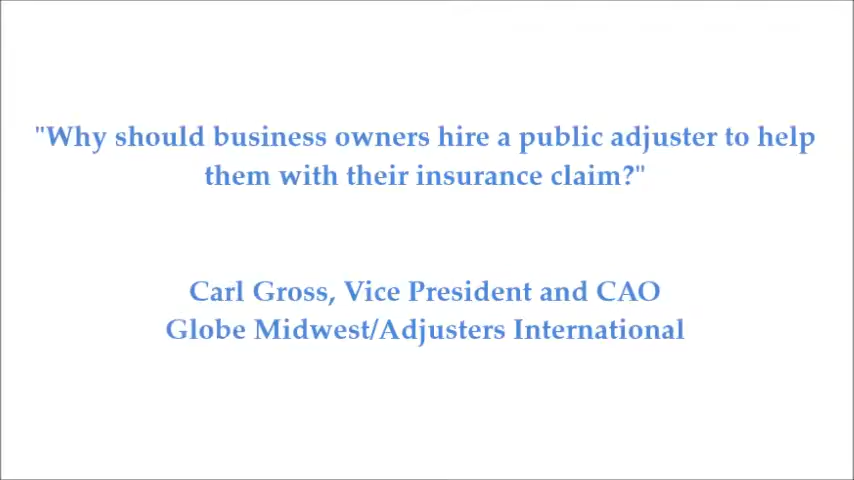 "Why should business owners hire a public adjuster to help
them with their insurance claim?"
Carl Gross, Vice President and CAO
Globe Midwest/Adjusters International